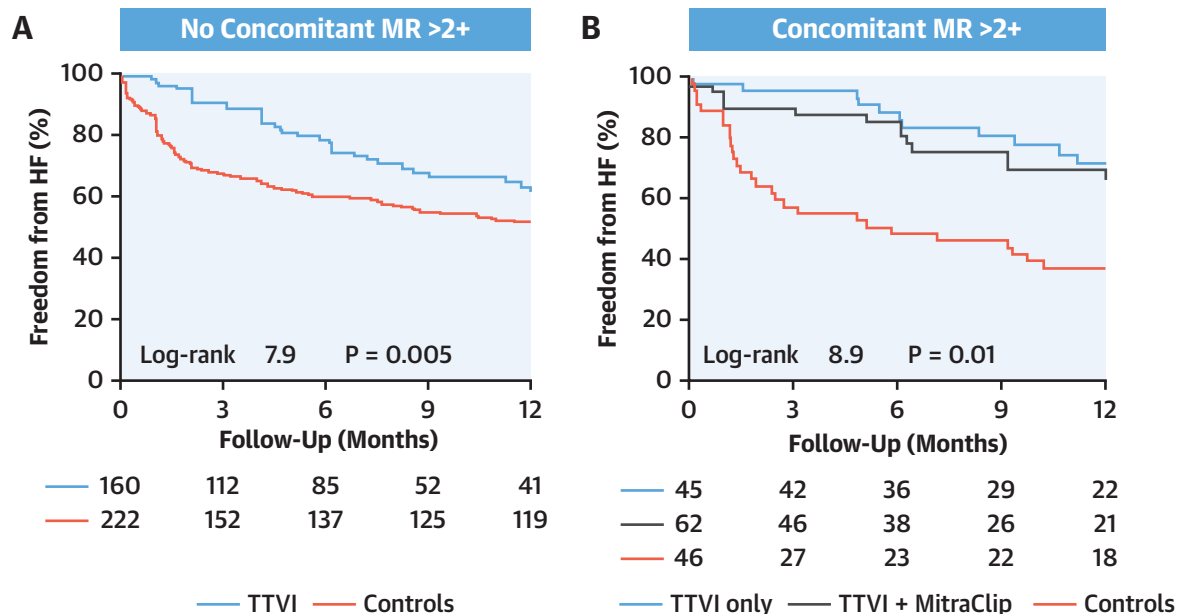 A
No Concomitant MR >2+
Freedom from HF (%)
100
80
60
40
20
0
Log-rank 7.9 P = 0.005
0 3 6 9 12
Follow-Up (Months)
160 112 85 52 41
222 152 137 125 119
TTVI Controls
B
Concomitant MR >2+
Freedom from HF (%)
100
80
60
40
20
0
Log-rank 8.9 P = 0.01
0 3 6 9 12
Follow-Up (Months)
45 42 36 29 22
62 46 38 26 21
46 27 23 22 18
TTVI only TTVI + MitraClip Controls